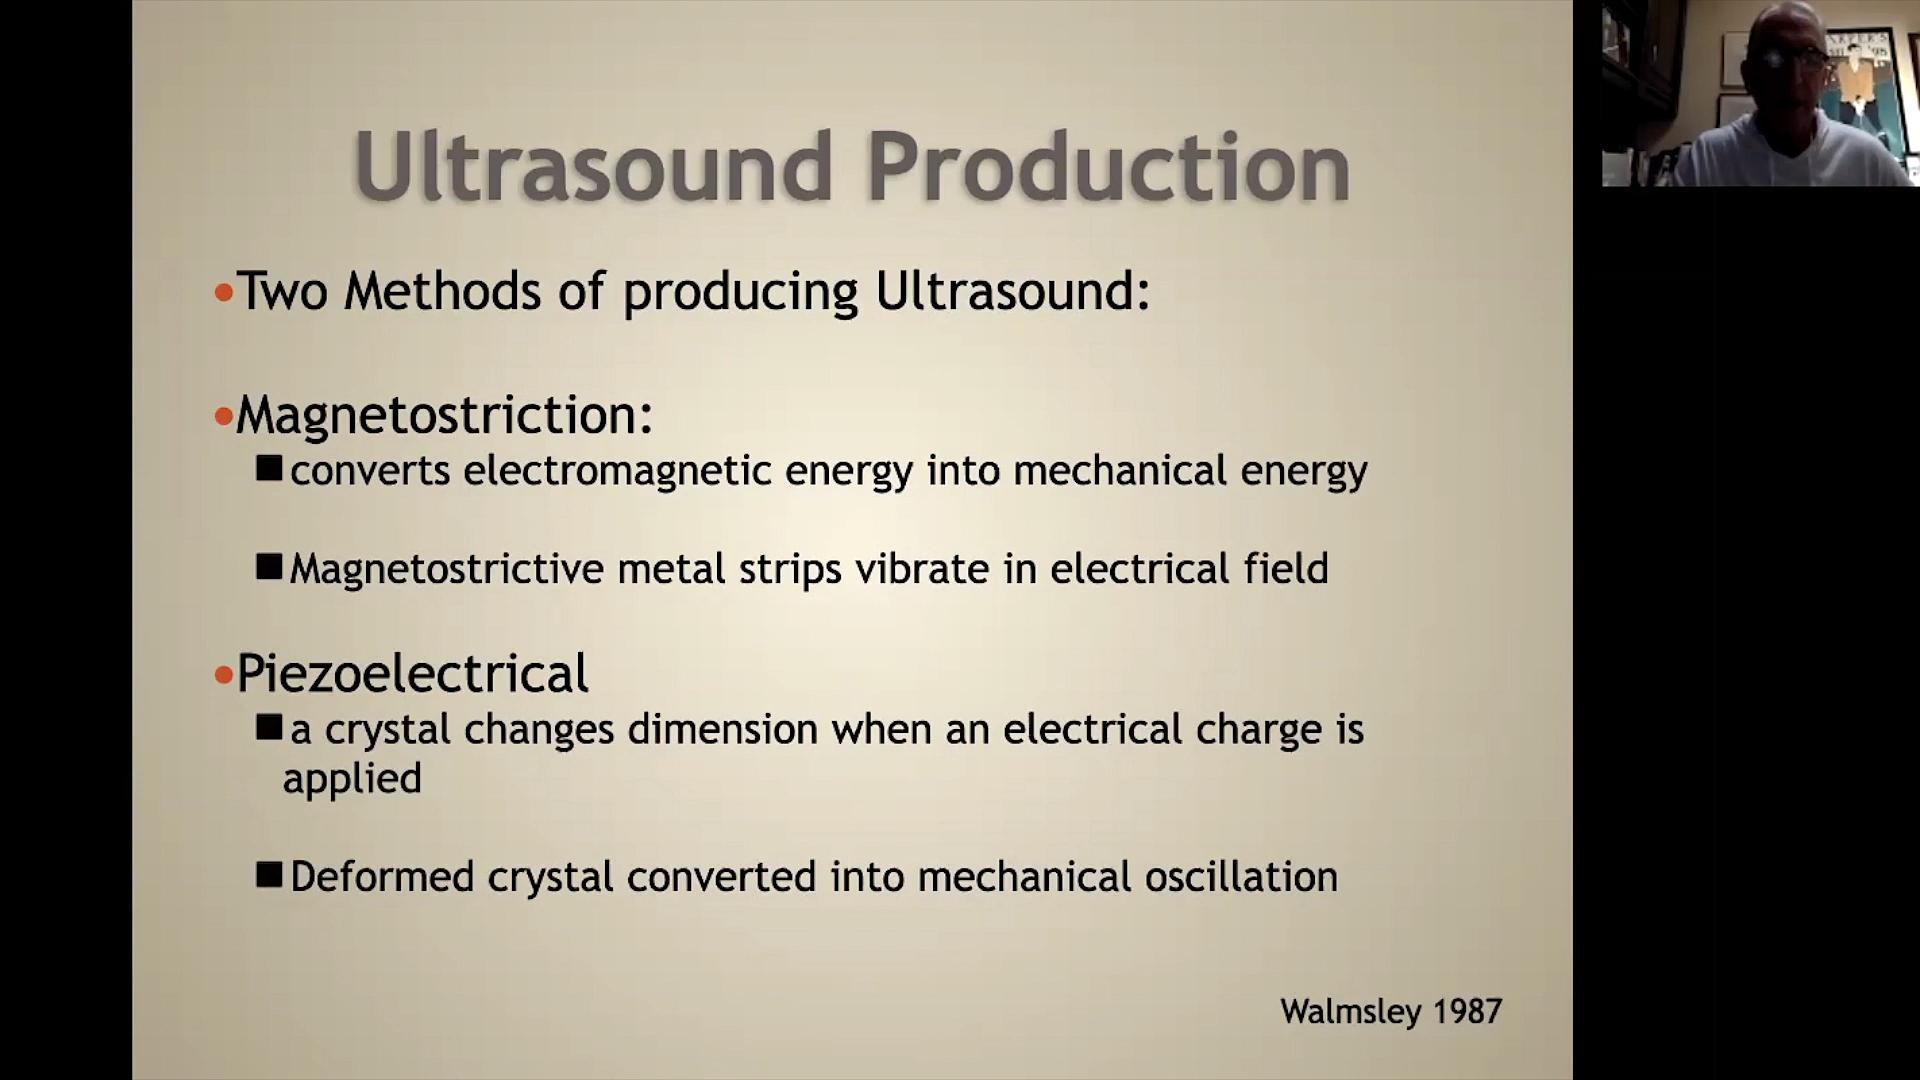 Ultrasound Production
•Two Methods of producing Ultrasound:
•Magnetostriction:
■converts electromagnetic energy into mechanical energy
■Magnetostrictive metal strips vibrate in electrical field
•Piezoelectrical
■a crystal changes dimension when an electrical charge is
applied
■Deformed crystal converted into mechanical oscillation
Walmsley 1987